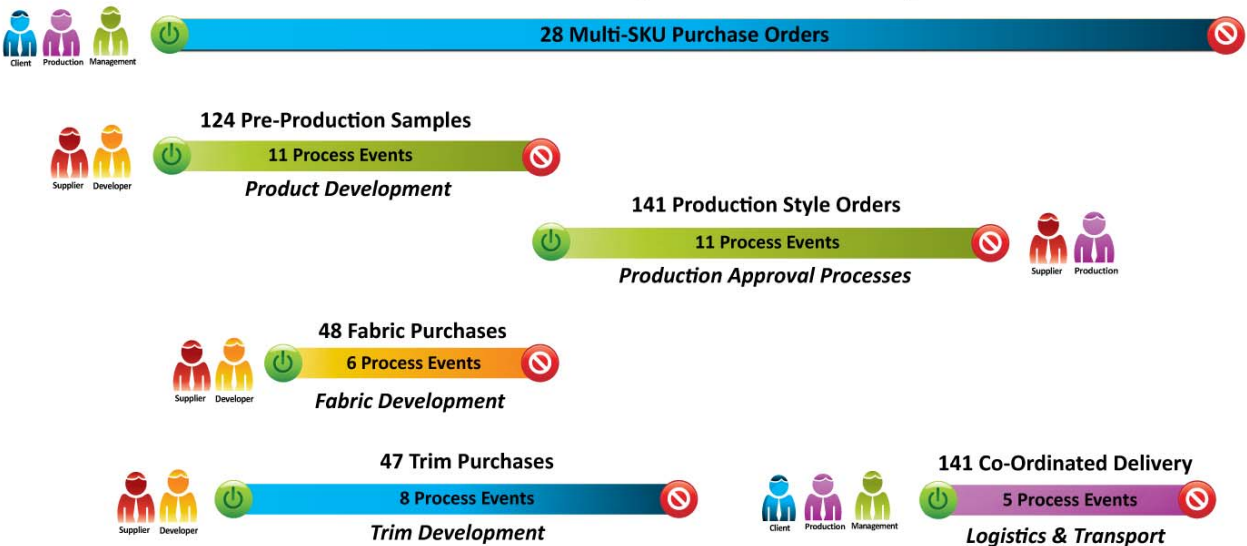 28 Multi-SKU Purchase Orders
Client Production Management
124 Pre-Production Samples
11 Process Events
Supplier Developer
Product Development
141 Production Style Orders
11 Process Events
Supplier Production
Production Approval Processes
48 Fabric Purchases
6 Process Events
Supplier Developer
Fabric Development
47 Trim Purchases
8 Process Events
Supplier Developer
Trim Development
141 Co-Ordinated Delivery
5 Process Events
Client Production Management
Logistics & Transport